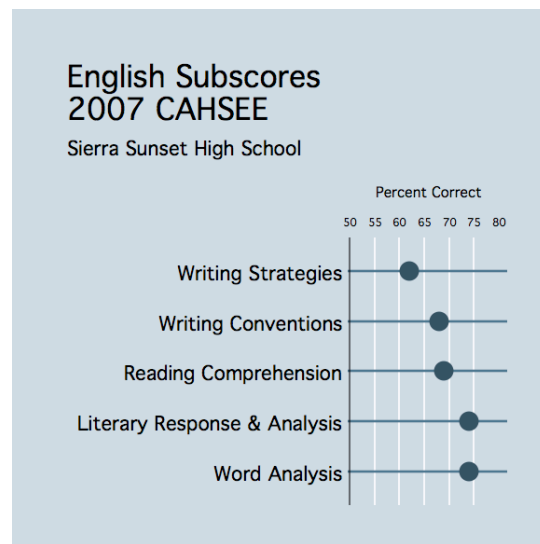 English Subscores
2007 CAHSEE
Sierra Sunset High School
Percent Correct
50 55 60 65 70 75 80
Writing Strategies
Writing Conventions
Reading Comprehension
Literary Response & Analysis
Word Analysis